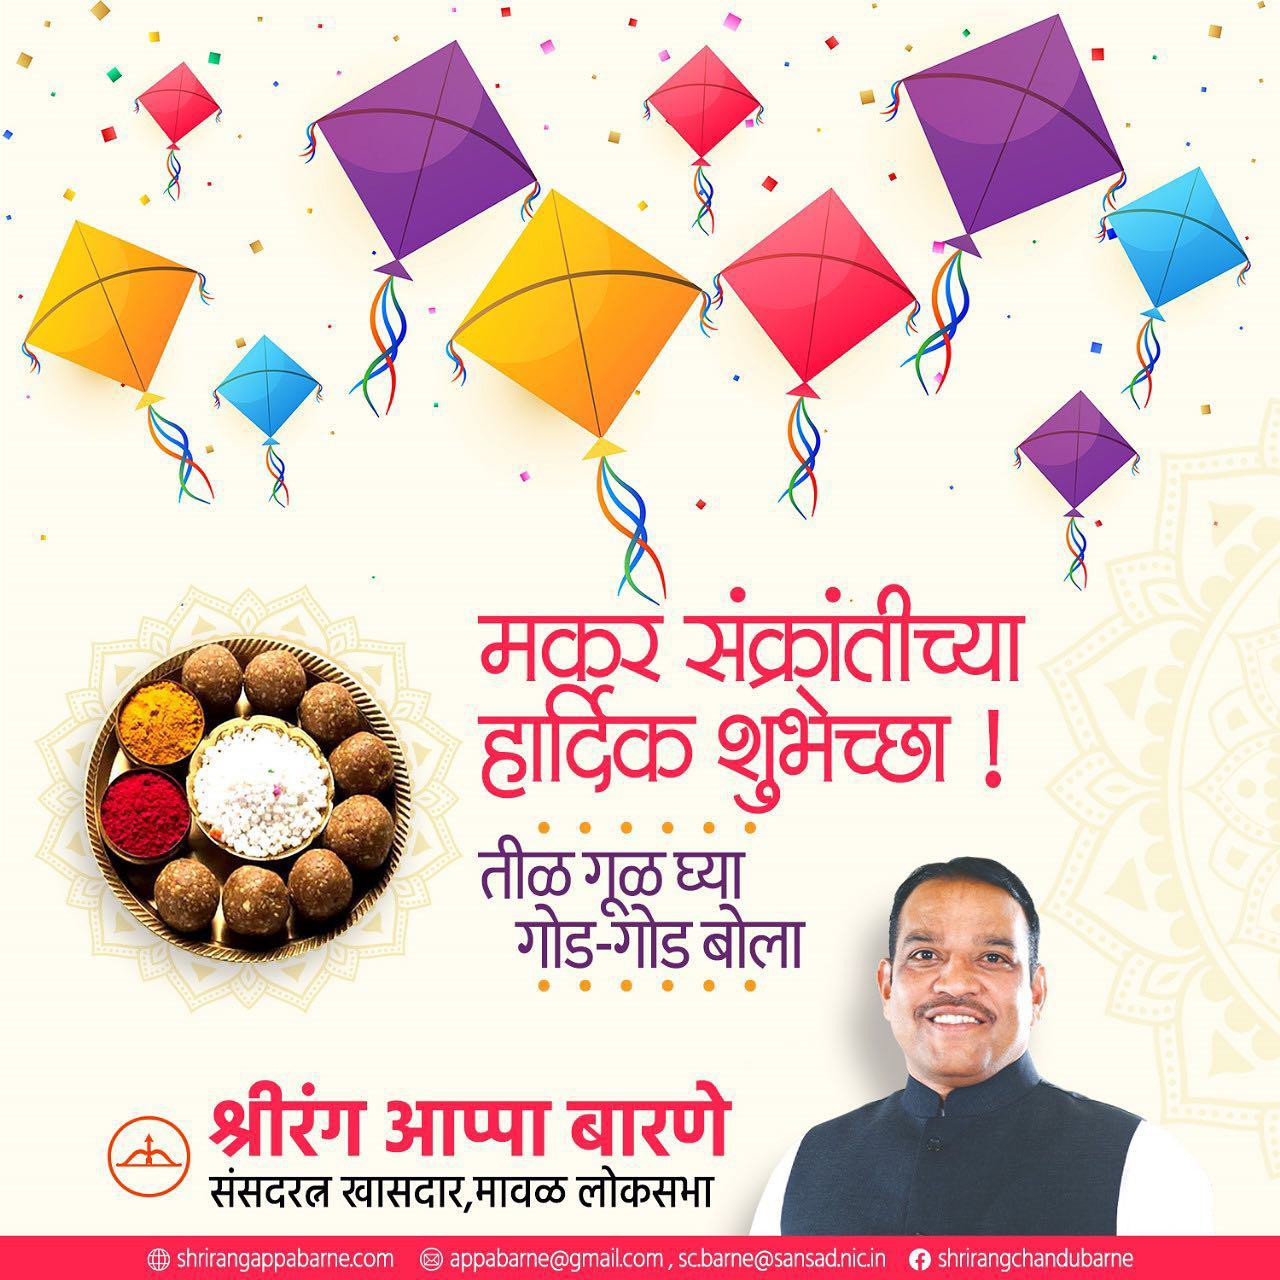 मकर संक्रांतीच्या
हार्दिक शुभेच्छा !
तीळ गूळ घ्या
गोड-गोड बोला
श्रीरंग आप्पा बारणे
संसदरत्न खासदार,मावळ लोकसभा
shrirangappabarne.com appabarne@gmail.com , sc.barne@sansad.nic.in shrirangchandubarne